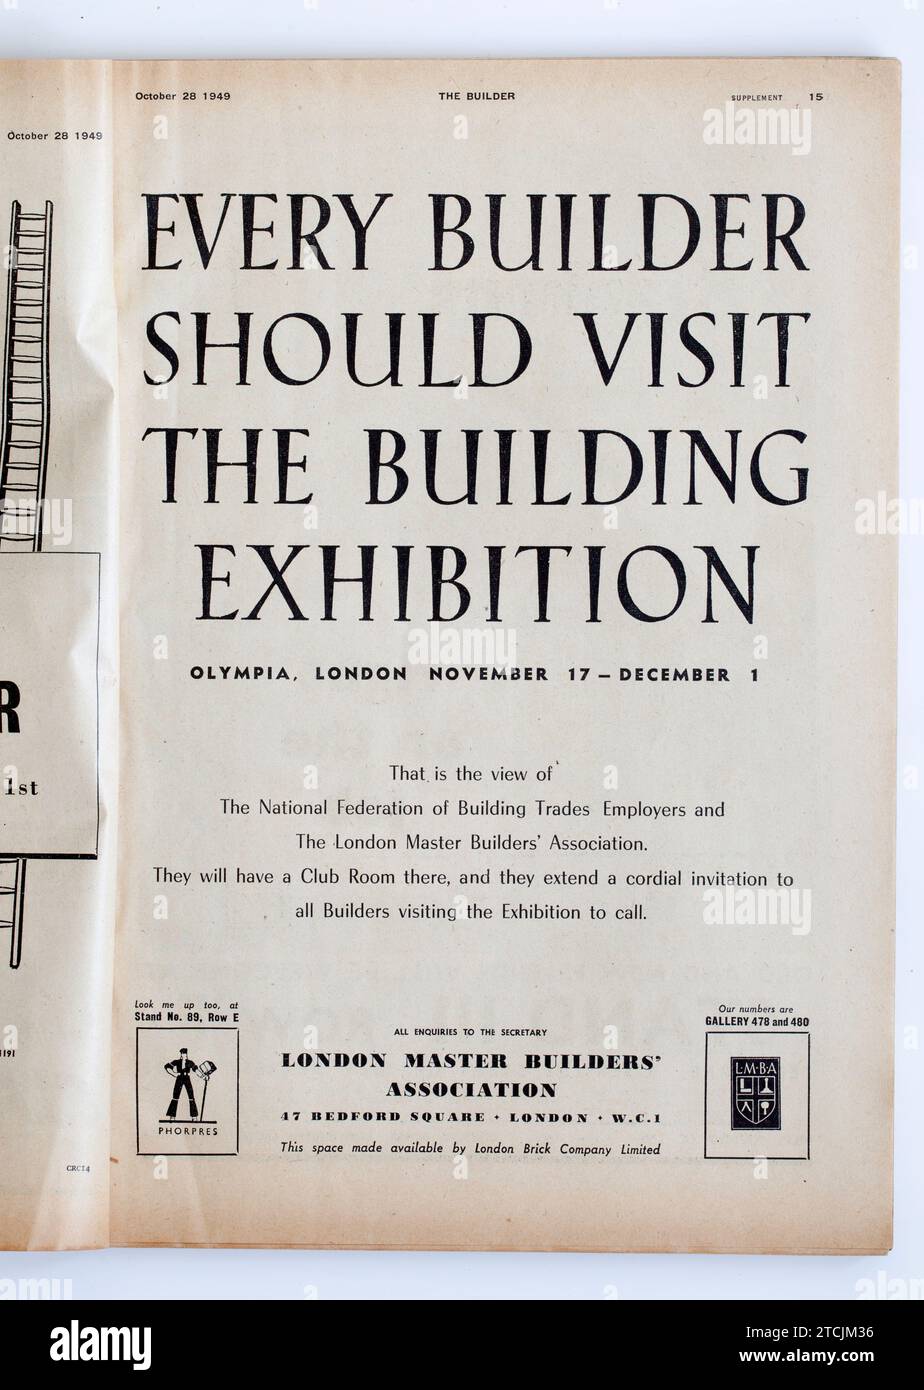 October 28 1949
R
1st
1191
CRC14
October 28 1949 THE BUILDER SUPPLEMENT 15
EVERY BUILDER
SHOULD VISIT
THE BUILDING
EXHIBITION
OLYMPIA, LONDON NOVEMBER 17 – DECEMBER 1
That is the view of
The National Federation of Building Trades Employers and
The London Master Builders' Association.
They will have a Club Room there, and they extend a cordial invitation to
all Builders visiting the Exhibition to call.
Look me up too, at
Stand No. 89, Row E
PHORPRES
ALL ENQUIRIES TO THE SECRETARY
LONDON MASTER BUILDERS'
ASSOCIATION
47 BEDFORD SQUARE • LONDON • W.C.1
This space made available by London Brick Company Limited
Our numbers are
GALLERY 478 and 480
L·M·B·A
alamy
alamy
Image ID: 2TCJM36
www.alamy.com